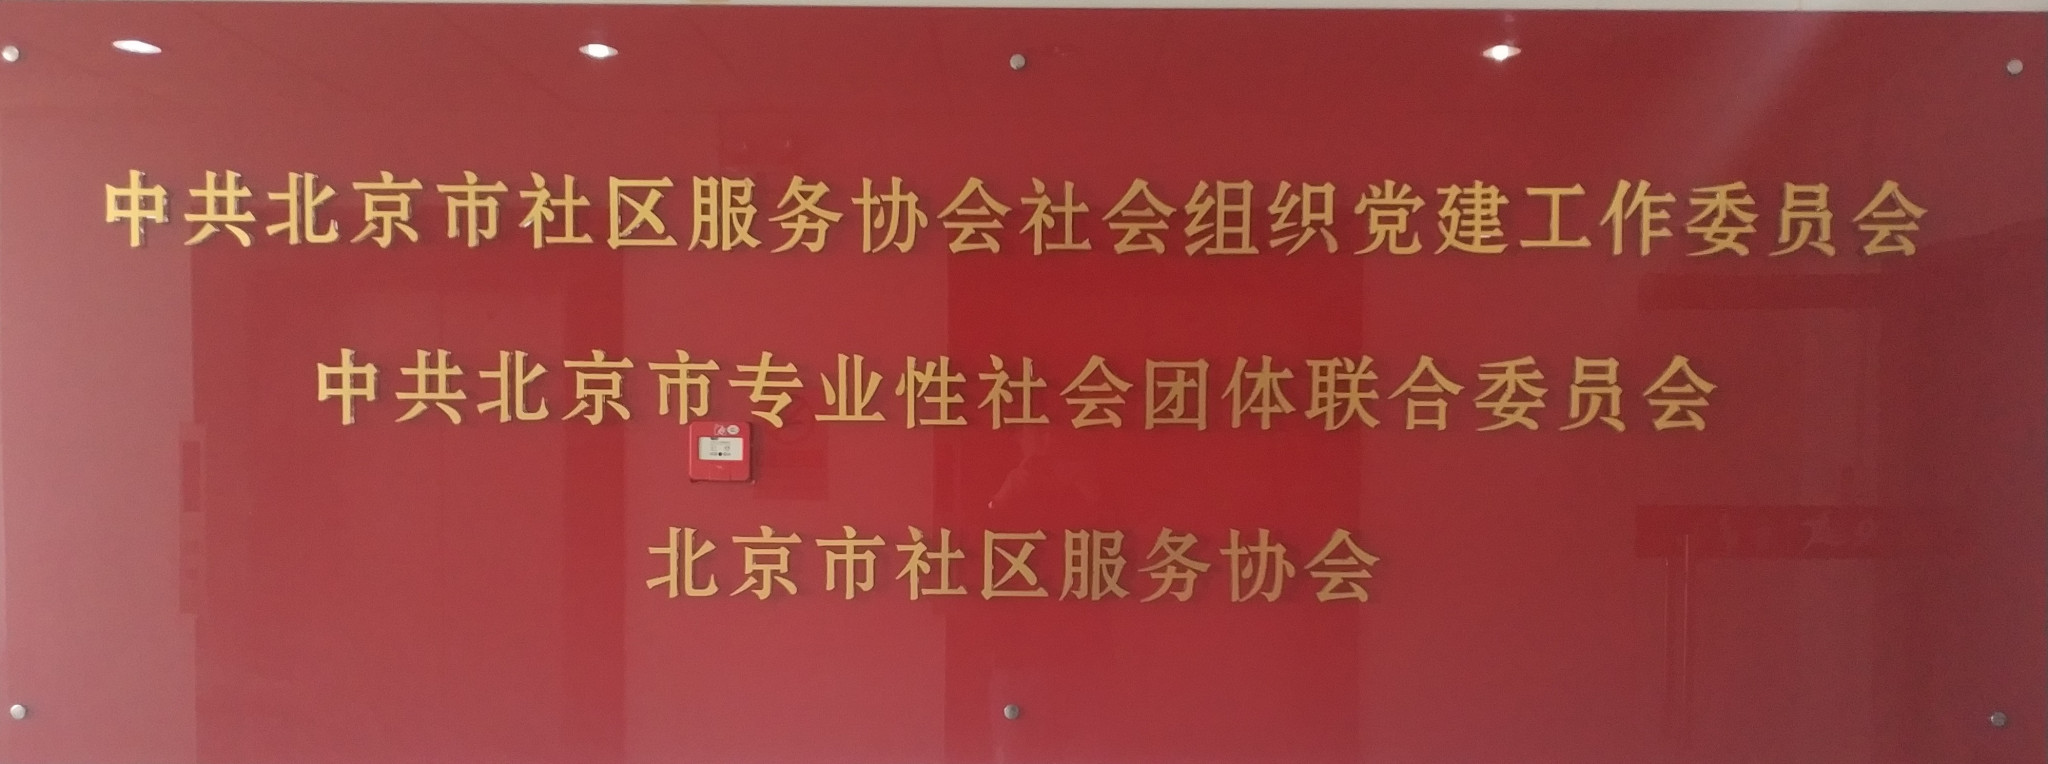 中共北京市社区服务协会社会组织党建工作委员会
中共北京市专业性社会团体联合委员会
北京市社区服务协会